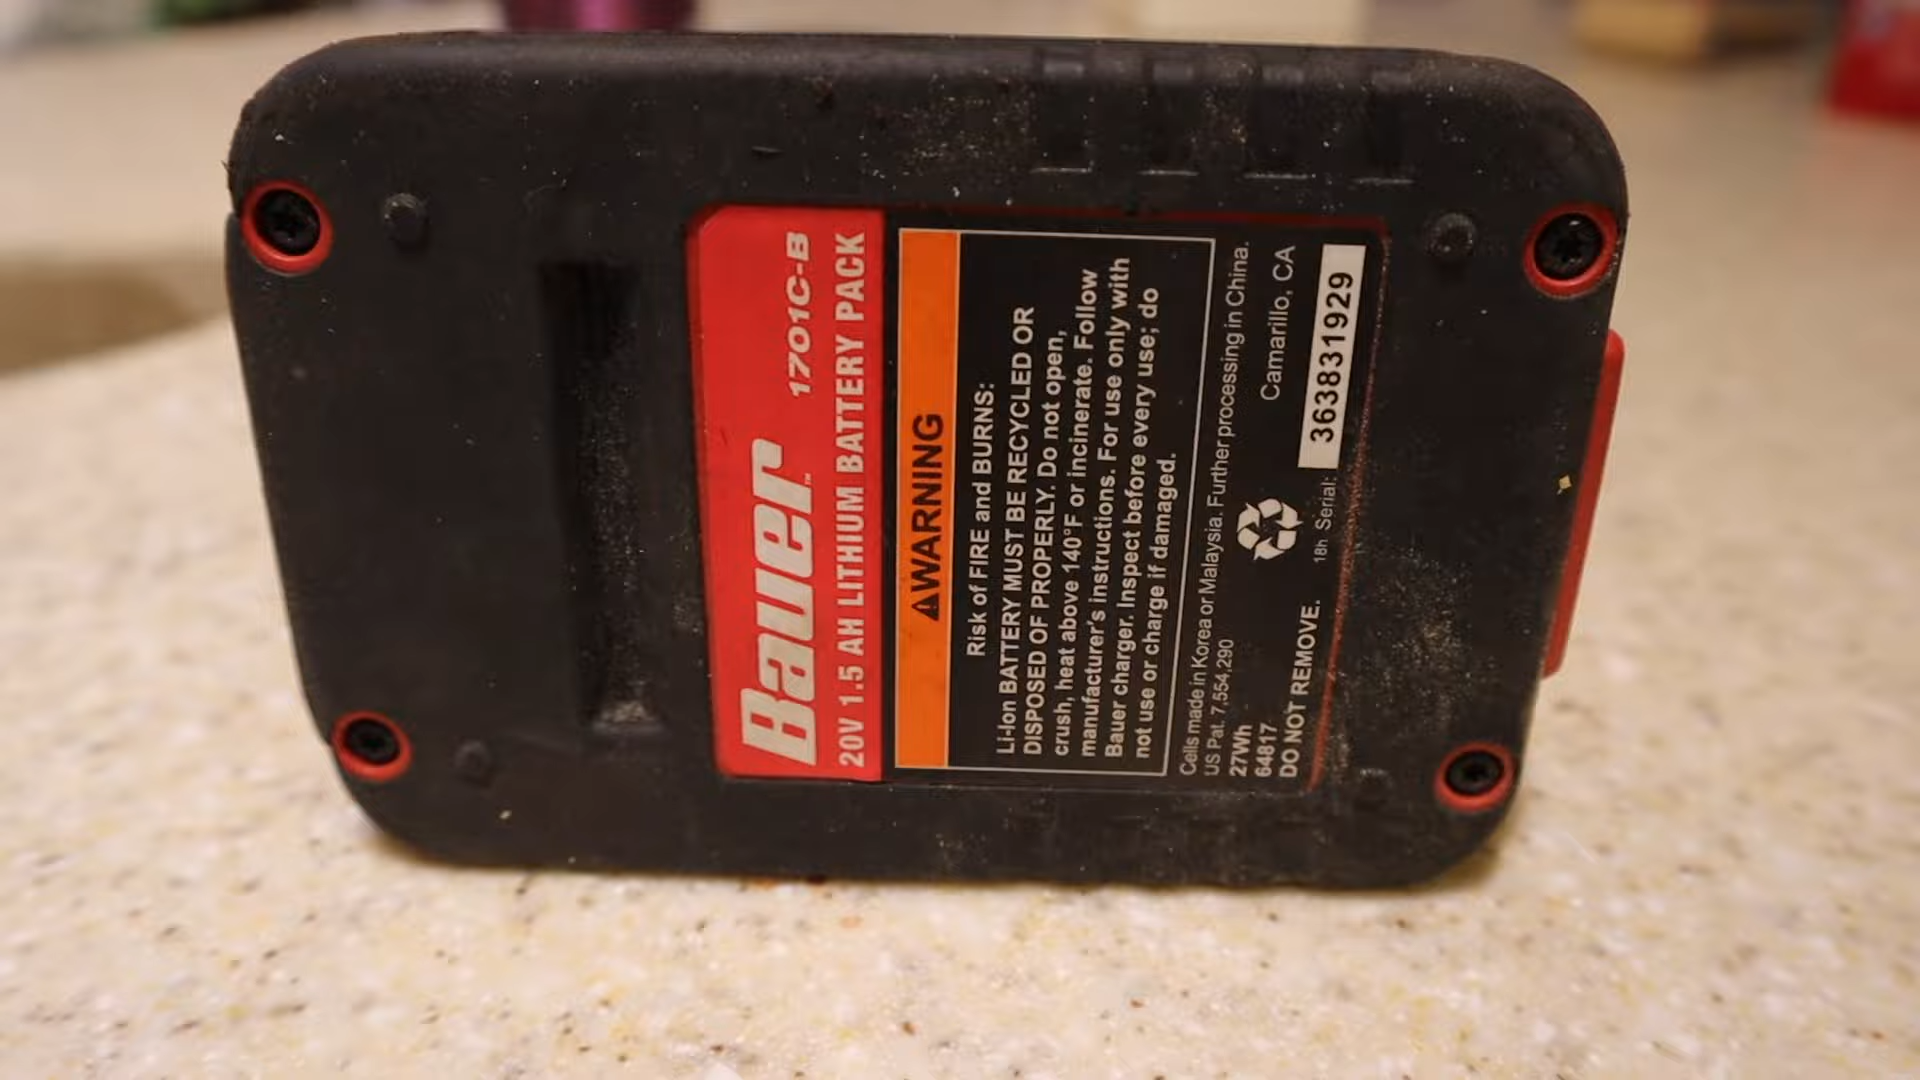 Bauer™ 1701C-B
20V 1.5 AH LITHIUM BATTERY PACK
⚠WARNING
Risk of FIRE and BURNS:
Li-Ion BATTERY MUST BE RECYCLED OR
DISPOSED OF PROPERLY. Do not open,
crush, heat above 140°F or incinerate. Follow
manufacturer's instructions. For use only with
Bauer charger. Inspect before every use; do
not use or charge if damaged.
Cells made in Korea or Malaysia. Further processing in China.
US Pat. 7,554,290
27Wh Camarillo, CA
64817
DO NOT REMOVE. 18h Serial: 3638319​29